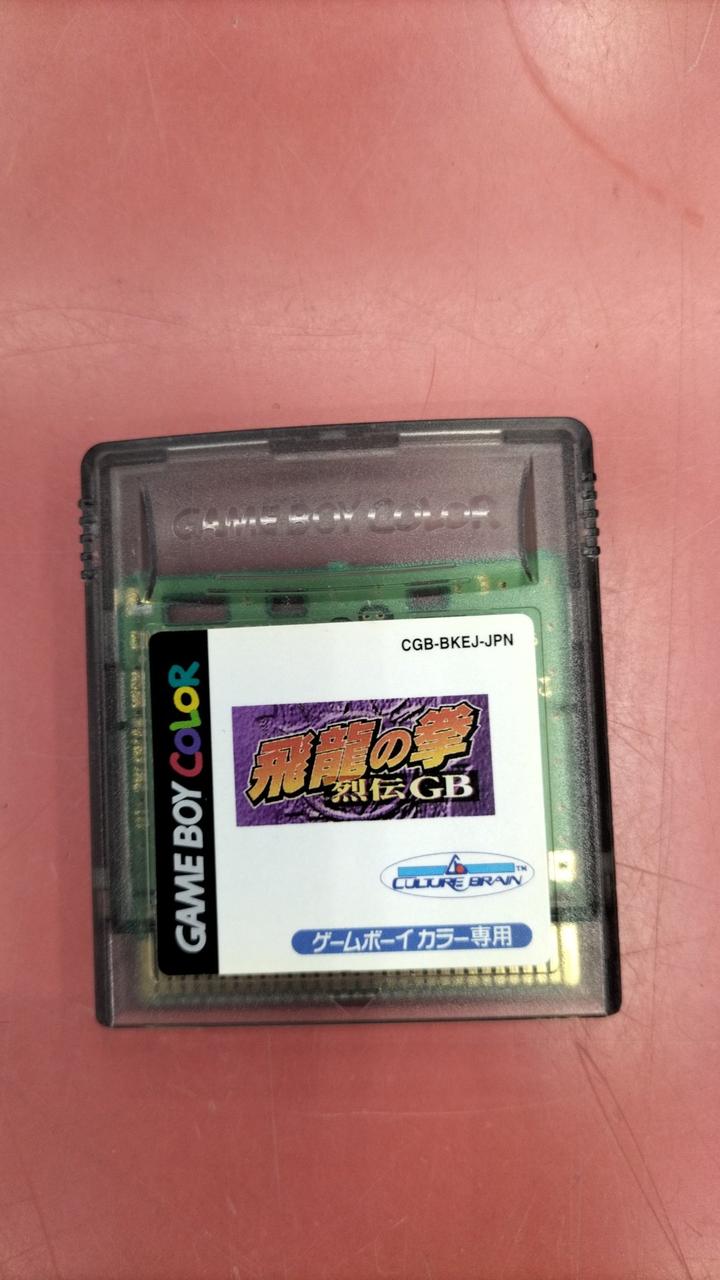 GAME BOY COLOR
GAME BOY COLOR
CGB-BKEJ-JPN
飛龍の拳
烈伝GB
CULTURE BRAIN™
ゲームボーイカラー専用